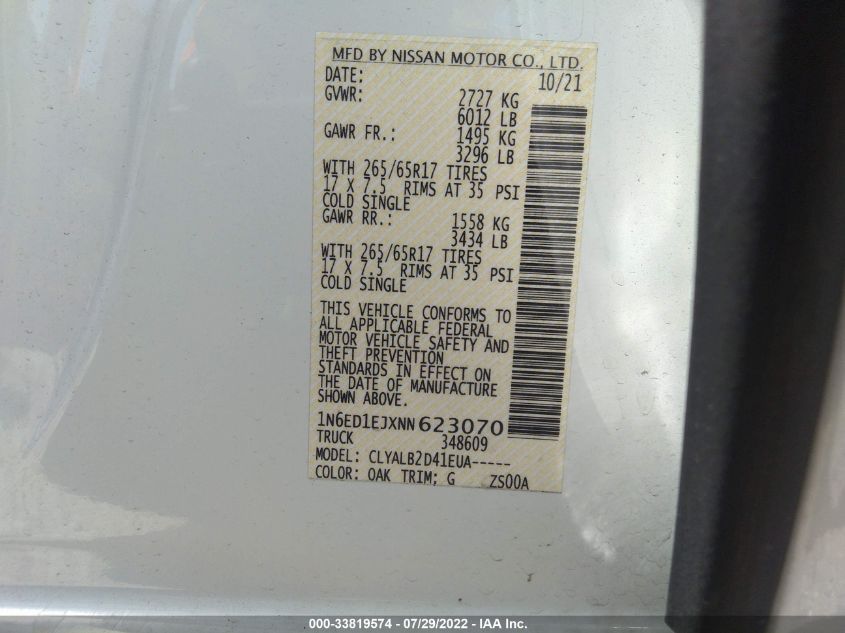 MFD BY NISSAN MOTOR CO., LTD.
DATE: 10/21
GVWR: 2727 KG
6012 LB
GAWR FR.: 1495 KG
3296 LB
WITH 265/65R17 TIRES
17 X 7.5 RIMS AT 35 PSI
COLD SINGLE
GAWR RR.: 1558 KG
3434 LB
WITH 265/65R17 TIRES
17 X 7.5 RIMS AT 35 PSI
COLD SINGLE
THIS VEHICLE CONFORMS TO
ALL APPLICABLE FEDERAL
MOTOR VEHICLE SAFETY AND
THEFT PREVENTION
STANDARDS IN EFFECT ON
THE DATE OF MANUFACTURE
SHOWN ABOVE.
1N6ED1EJXNN623070
TRUCK 348609
MODEL: CLYALB2D41EUA-----
COLOR: OAK TRIM; G ZS00A
000-33819574 - 07/29/2022 - IAA Inc.